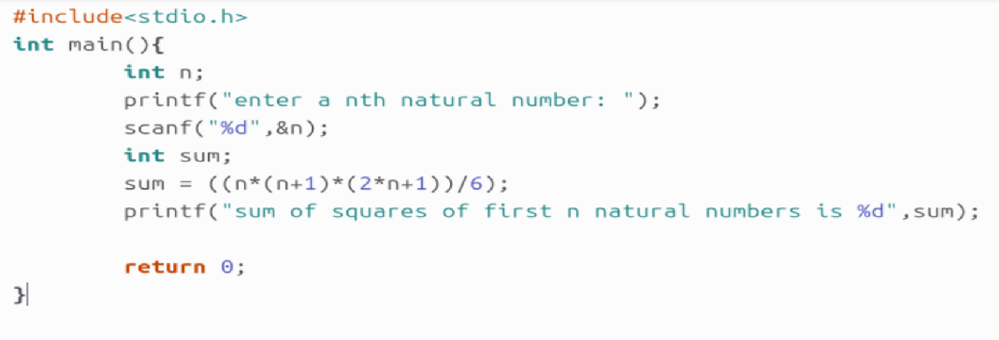 #include<stdio.h>
int main(){
        int n;
        printf("enter a nth natural number: ");
        scanf("%d",&n);
        int sum;
        sum = ((n*(n+1)*(2*n+1))/6);
        printf("sum of squares of first n natural numbers is %d",sum);
        return 0;
}